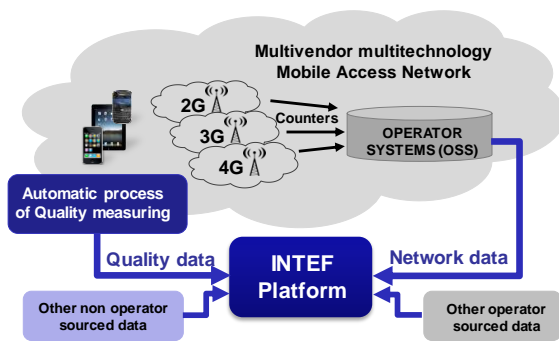 Multivendor multitechnology
Mobile Access Network
2G
3G
4G
Counters
OPERATOR
SYSTEMS (OSS)
Automatic process
of Quality measuring
Quality data
INTEF
Platform
Network data
Other non operator
sourced data
Other operator
sourced data